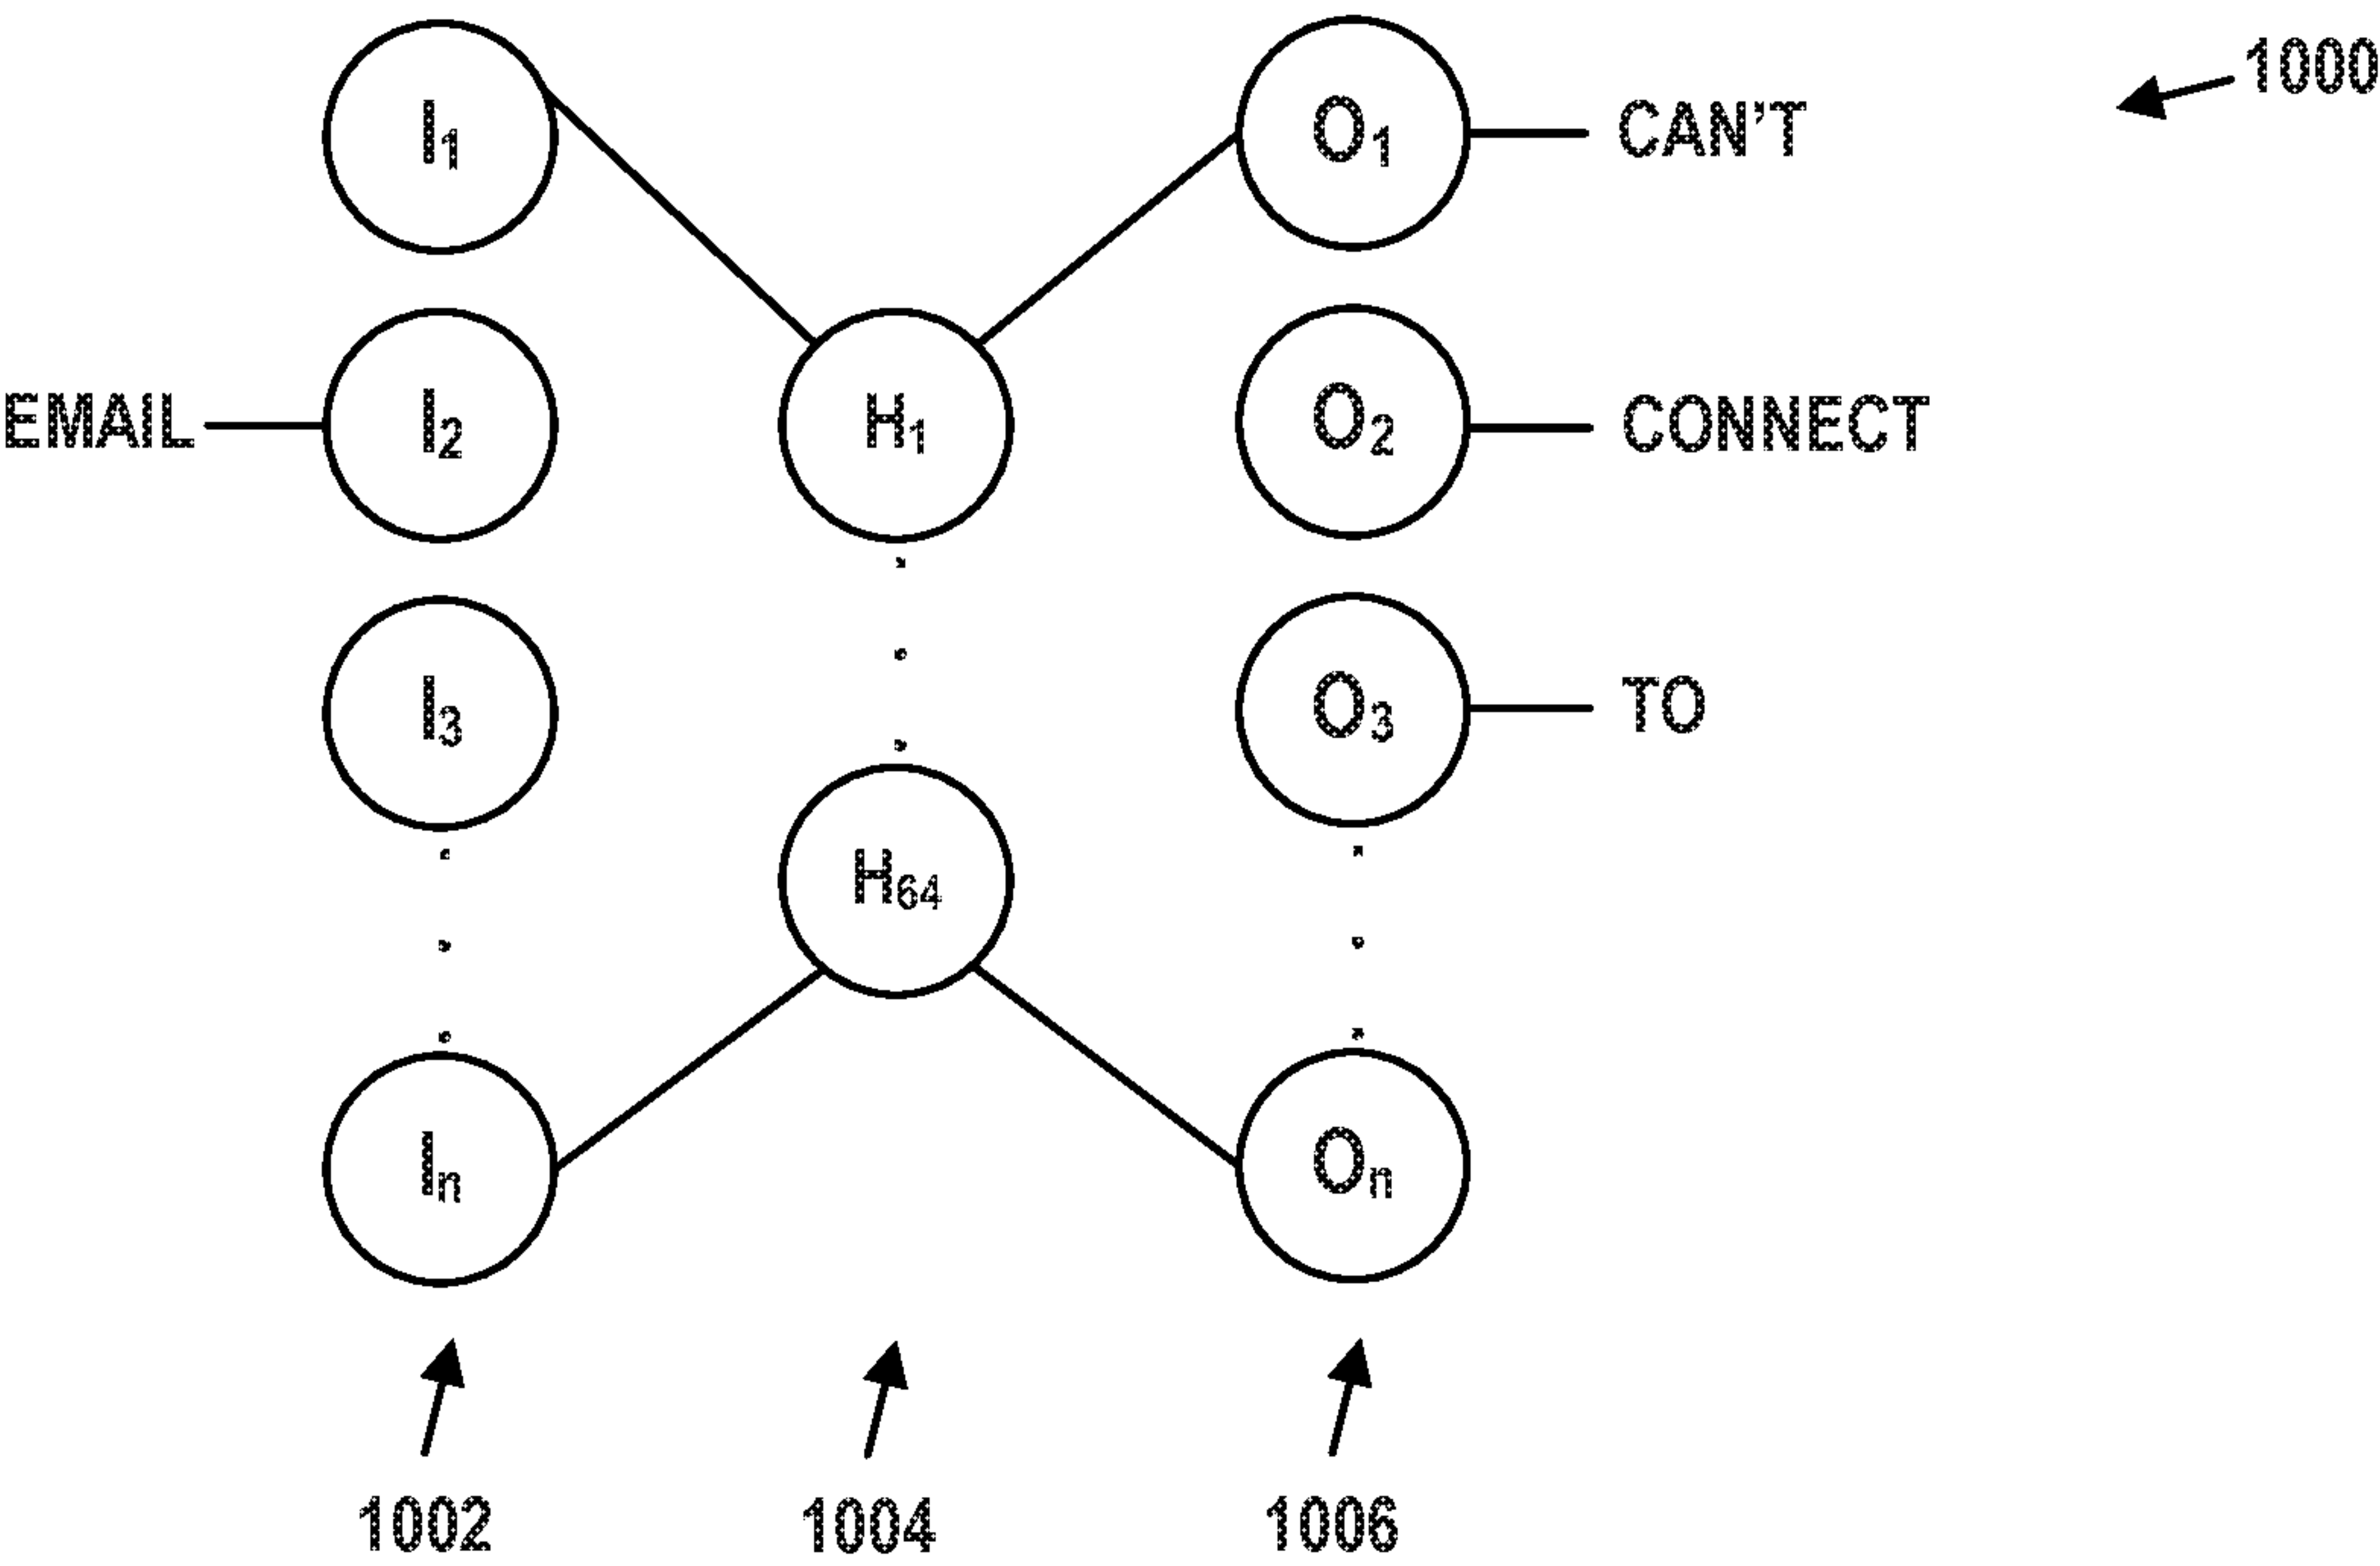 1000
I1
O1
CAN'T
EMAIL
I2
H1
O2
CONNECT
I3
O3
TO
H64
In
On
1002
1004
1006